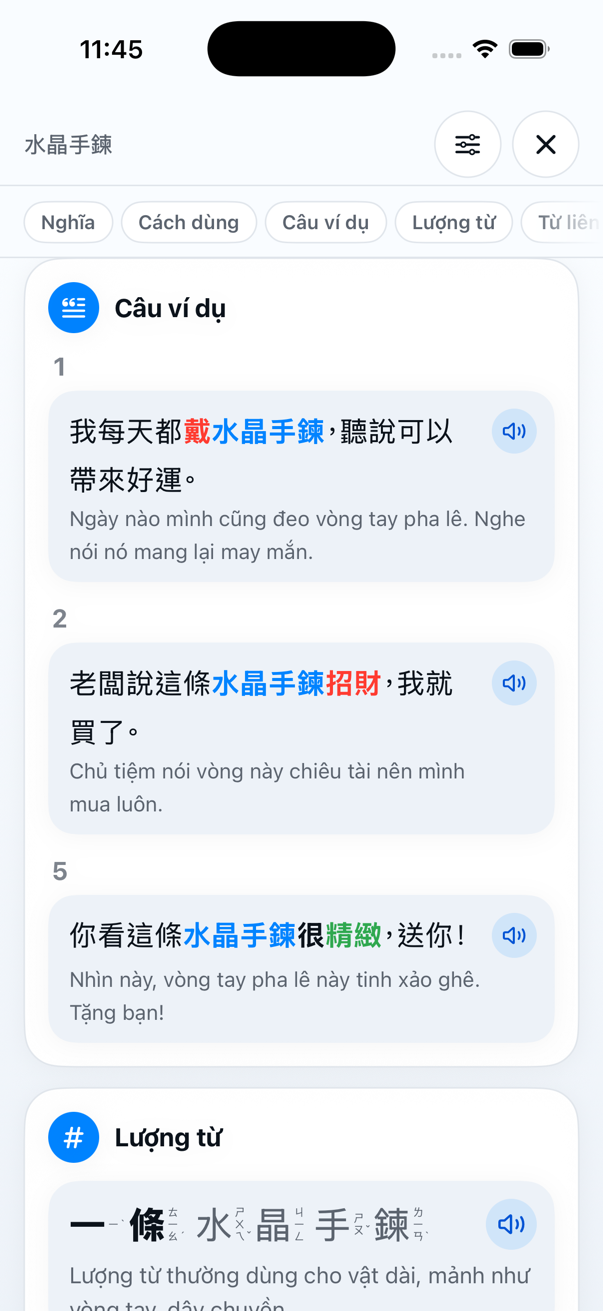 11:45
水晶手鍊
Nghĩa
Cách dùng
Câu ví dụ
Lượng từ
Từ liên
Câu ví dụ
1
我每天都戴水晶手鍊，聽說可以
帶來好運。
Ngày nào mình cũng đeo vòng tay pha lê. Nghe
nói nó mang lại may mắn.
2
老闆說這條水晶手鍊招財，我就
買了。
Chủ tiệm nói vòng này chiêu tài nên mình
mua luôn.
5
你看這條水晶手鍊很精緻，送你！
Nhìn này, vòng tay pha lê này tinh xảo ghê.
Tặng bạn!
# Lượng từ
一條 水晶手鍊
Lượng từ thường dùng cho vật dài, mảnh như
vòng tay, dây chuyền